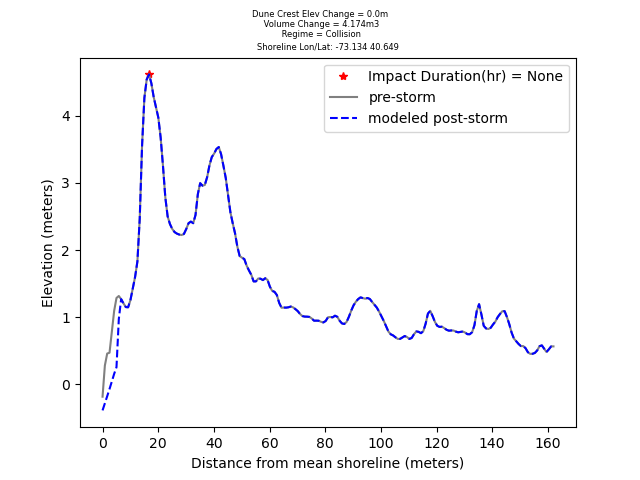 Dune Crest Elev Change = 0.0m
Volume Change = 4.174m3
Regime = Collision
Shoreline Lon/Lat: -73.134 40.649
Impact Duration(hr) = None
pre-storm
modeled post-storm
Elevation (meters)
4
3
2
1
0
0 20 40 60 80 100 120 140 160
Distance from mean shoreline (meters)